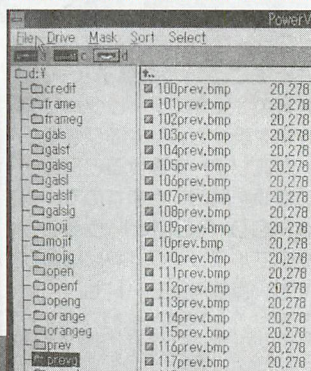 PowerV
File Drive Mask Sort Select
c d
d:¥
credit
frame
frameg
gals
galsf
galsg
galsl
galslf
galslg
moji
mojif
mojig
open
openf
openg
orange
orangeg
prev
prevg
t..
100prev.bmp 20,278
101prev.bmp 20,278
102prev.bmp 20,278
103prev.bmp 20,278
104prev.bmp 20,278
105prev.bmp 20,278
106prev.bmp 20,278
107prev.bmp 20,278
108prev.bmp 20,278
109prev.bmp 20,278
10prev.bmp 20,278
110prev.bmp 20,278
111prev.bmp 20,278
112prev.bmp 20,278
113prev.bmp 20,278
114prev.bmp 20,278
115prev.bmp 20,278
116prev.bmp 20,278
117prev.bmp 20,278